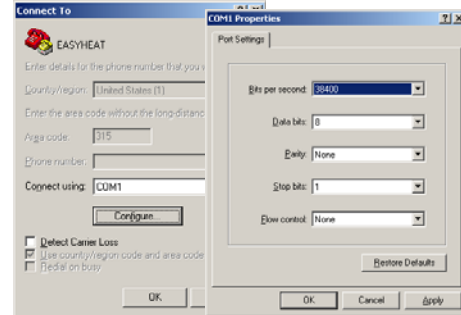 Connect To
EASYHEAT
Enter details for the phone number that you
Country/region: United States (1)
Enter the area code without the long-distanc
Area code: 315
Phone number:
Connect using: COM1
Configure...
Detect Carrier Loss
Use country/region code and area code
Redial on busy
OK
COM1 Properties
Port Settings
Bits per second: 38400
Data bits: 8
Parity: None
Stop bits: 1
Flow control: None
Restore Defaults
OK Cancel Apply